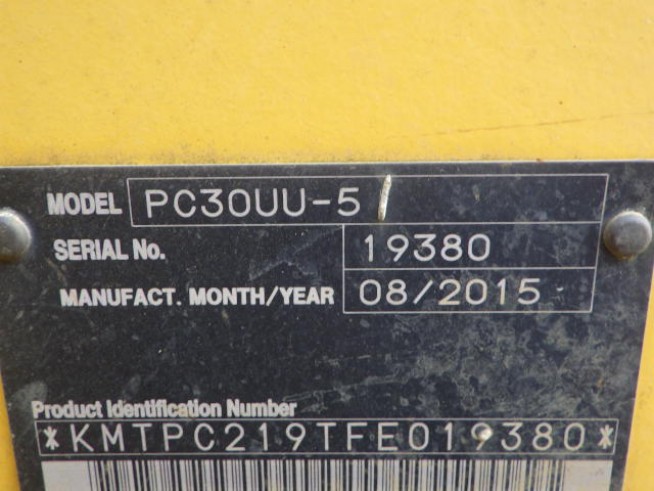 MODEL PC30UU-5
SERIAL No. 19380
MANUFACT. MONTH/YEAR 08/2015
Product Identification Number
*KMTPC219TFE019380*